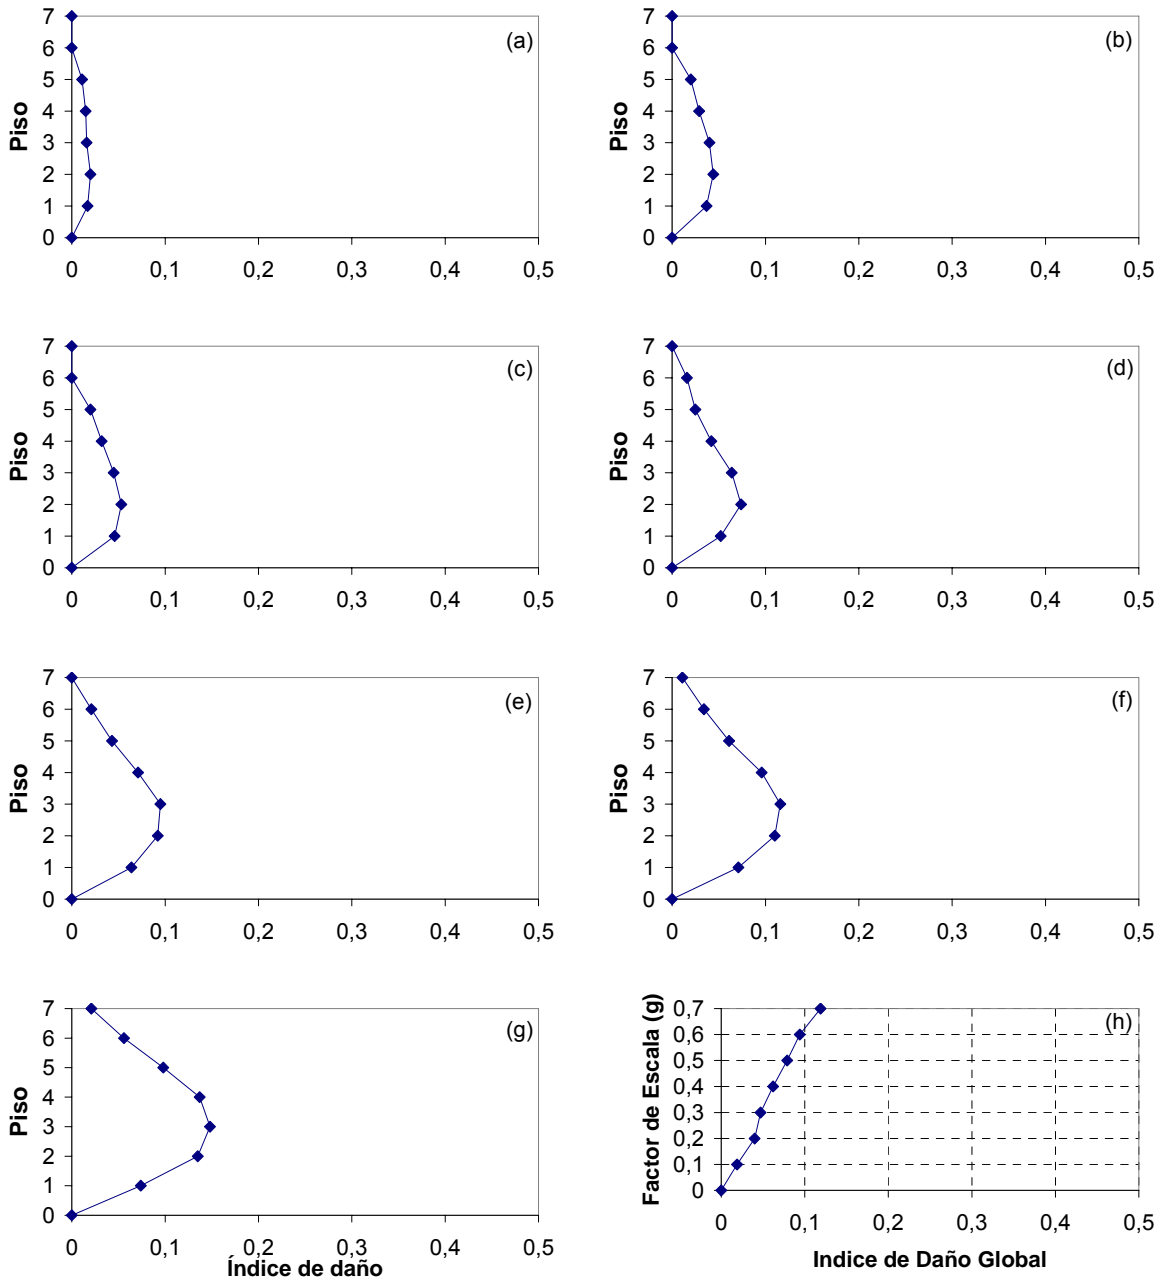 7
6
5
4
3
2
1
0
Piso
(a)
0 0,1 0,2 0,3 0,4 0,5
7
6
5
4
3
2
1
0
Piso
(b)
0 0,1 0,2 0,3 0,4 0,5
7
6
5
4
3
2
1
0
Piso
(c)
0 0,1 0,2 0,3 0,4 0,5
7
6
5
4
3
2
1
0
Piso
(d)
0 0,1 0,2 0,3 0,4 0,5
7
6
5
4
3
2
1
0
Piso
(e)
0 0,1 0,2 0,3 0,4 0,5
7
6
5
4
3
2
1
0
Piso
(f)
0 0,1 0,2 0,3 0,4 0,5
7
6
5
4
3
2
1
0
Piso
(g)
0 0,1 0,2 0,3 0,4 0,5
Índice de daño
0,7
0,6
0,5
0,4
0,3
0,2
0,1
0
Factor de Escala (g)
(h)
0 0,1 0,2 0,3 0,4 0,5
Indice de Daño Global